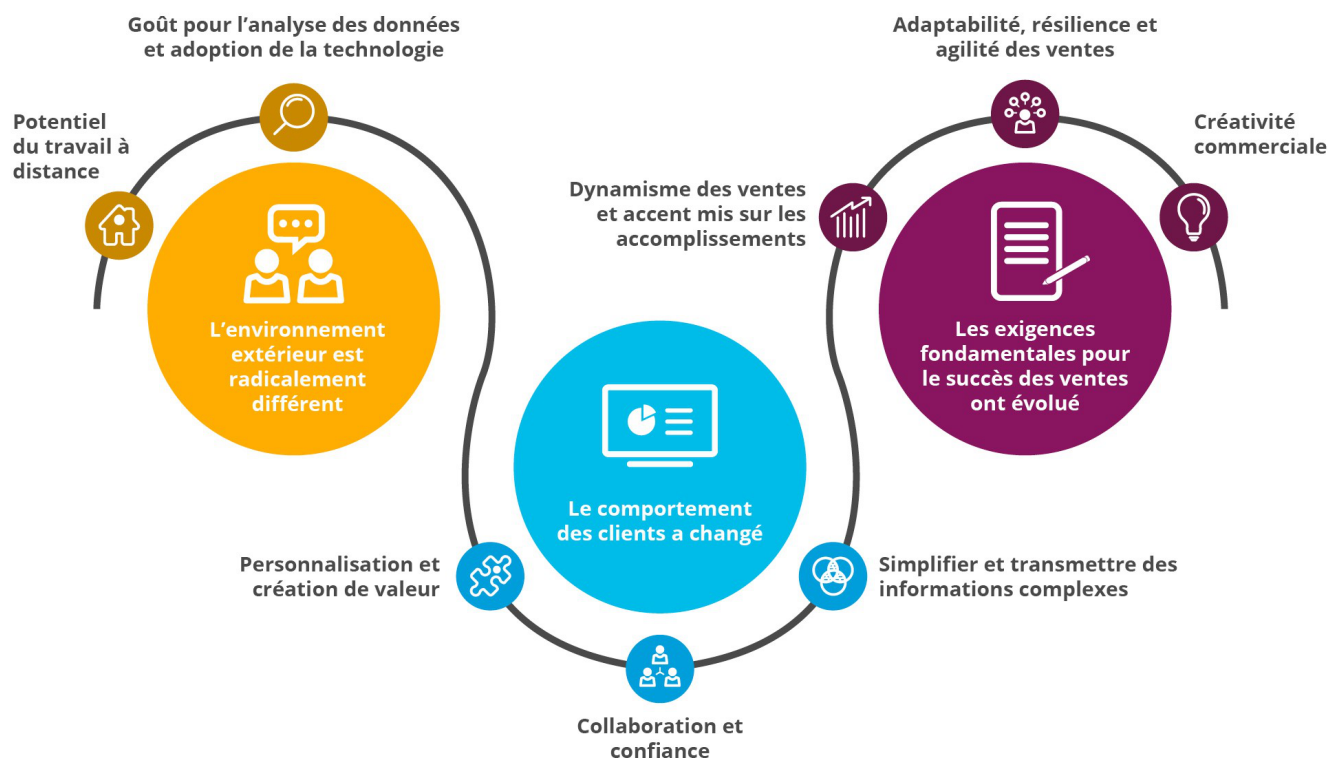 Goût pour l’analyse des données
et adoption de la technologie
Potentiel
du travail à
distance
L’environnement
extérieur est
radicalement
différent
Personnalisation et
création de valeur
Le comportement
des clients a changé
Collaboration et
confiance
Simplifier et transmettre des
informations complexes
Dynamisme des ventes
et accent mis sur les
accomplissements
Adaptabilité, résilience et
agilité des ventes
Créativité
commerciale
Les exigences
fondamentales pour
le succès des ventes
ont évolué